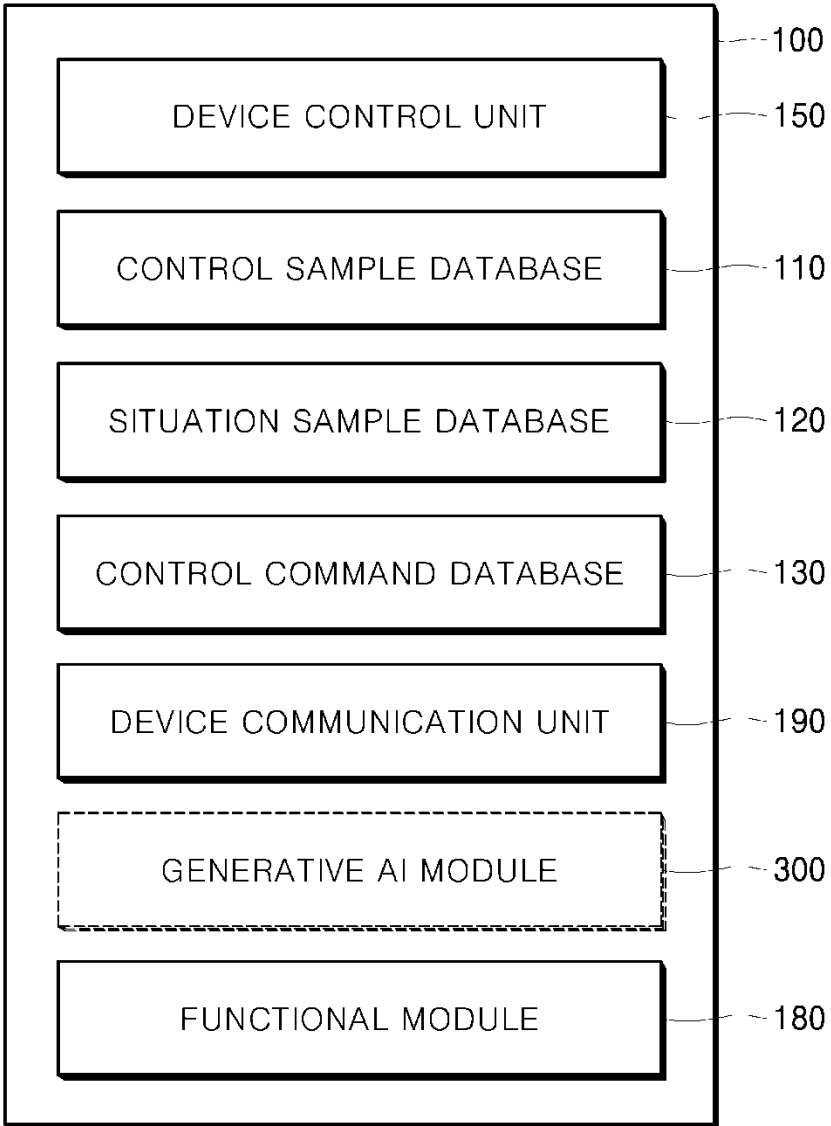 100
DEVICE CONTROL UNIT 150
CONTROL SAMPLE DATABASE 110
SITUATION SAMPLE DATABASE 120
CONTROL COMMAND DATABASE 130
DEVICE COMMUNICATION UNIT 190
GENERATIVE AI MODULE 300
FUNCTIONAL MODULE 180